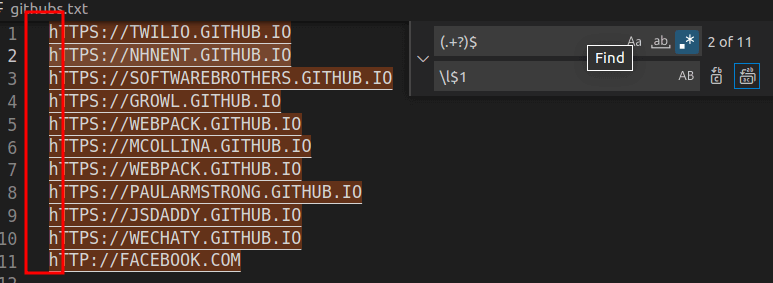 githubs.txt
1 hTTPS://TWILIO.GITHUB.IO
2 hTTPS://NHNENT.GITHUB.IO
3 hTTPS://SOFTWAREBROTHERS.GITHUB.IO
4 hTTPS://GROWL.GITHUB.IO
5 hTTPS://WEBPACK.GITHUB.IO
6 hTTPS://MCOLLINA.GITHUB.IO
7 hTTPS://WEBPACK.GITHUB.IO
8 hTTPS://PAULARMSTRONG.GITHUB.IO
9 hTTPS://JSDADDY.GITHUB.IO
10 hTTPS://WECHATY.GITHUB.IO
11 hTTP://FACEBOOK.COM
(.+?)$ Aa ab .* 2 of 11
Find
\l$1 AB